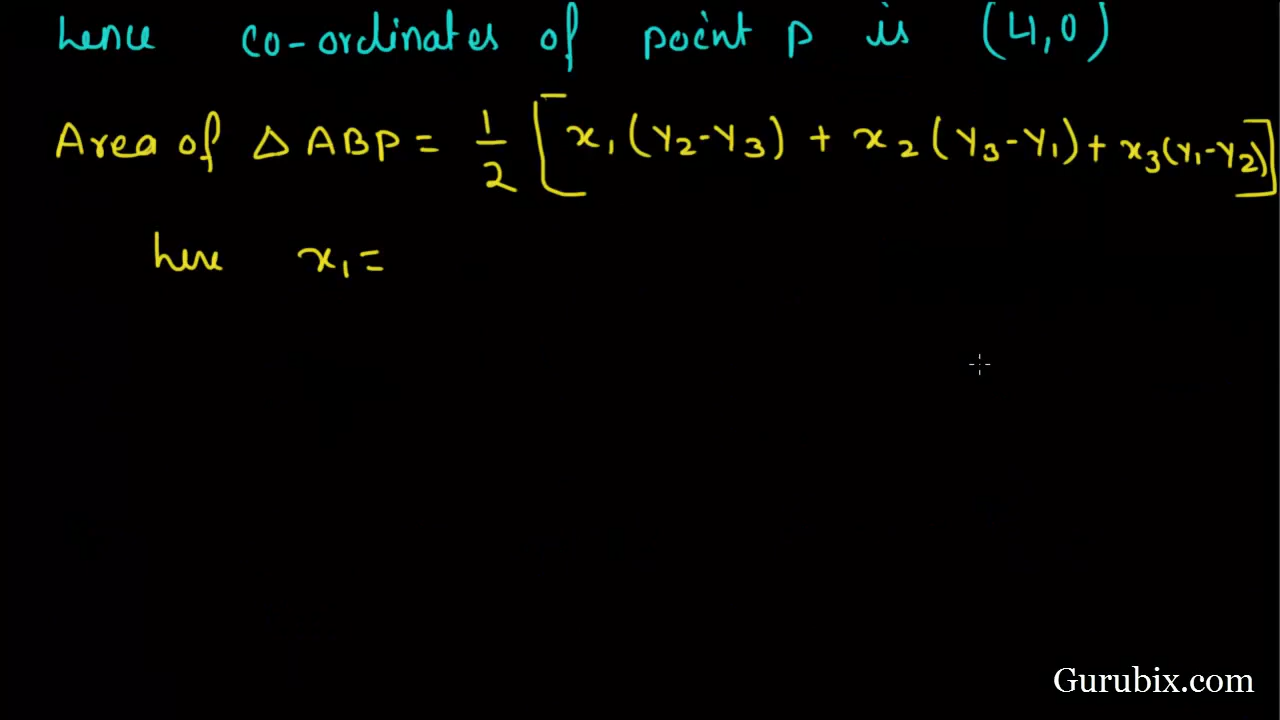 hence co-ordinates of point P is (4,0)
Area of △ ABP = 1/2 [x₁(Y₂-Y₃) + x₂(Y₃-Y₁) + x₃(Y₁-Y₂)]
here x₁ =
Gurubix.com